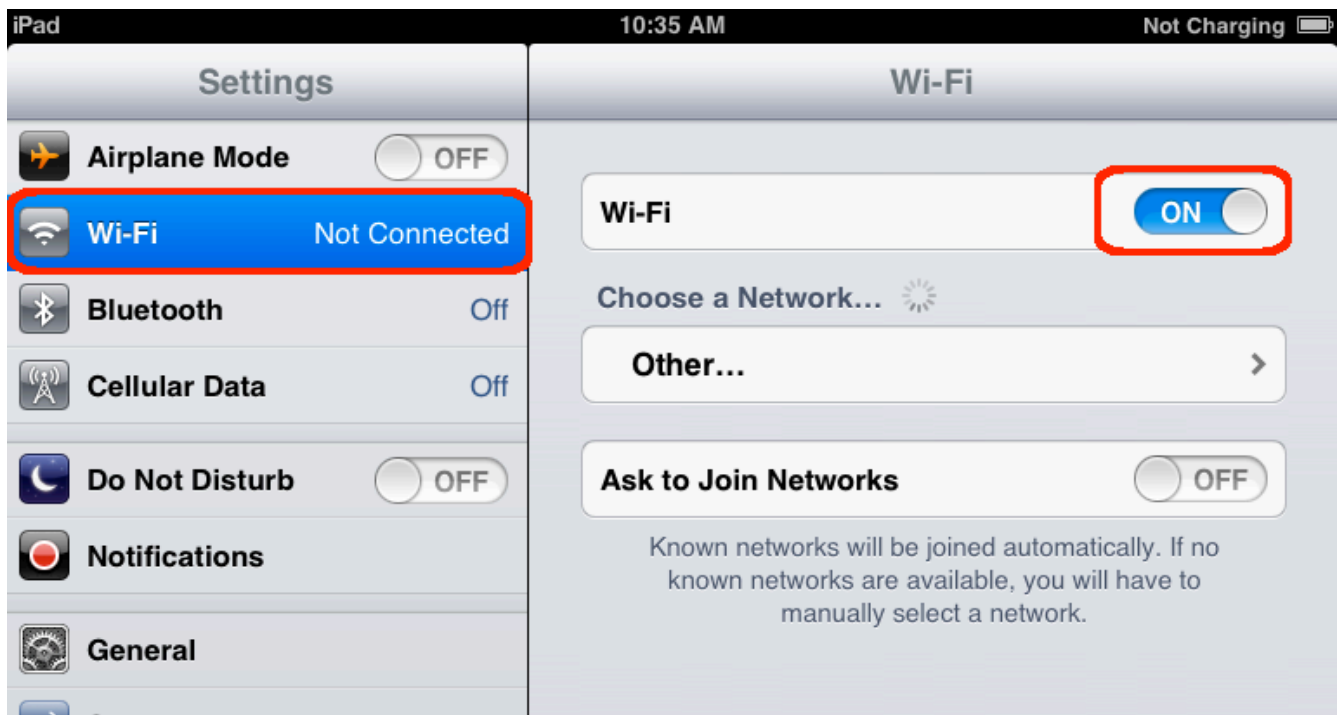 iPad 10:35 AM Not Charging
Settings
Airplane Mode OFF
Wi-Fi Not Connected
Bluetooth Off
Cellular Data Off
Do Not Disturb OFF
Notifications
General
Wi-Fi
Wi-Fi ON
Choose a Network...
Other...
Ask to Join Networks OFF
Known networks will be joined automatically. If no
known networks are available, you will have to
manually select a network.